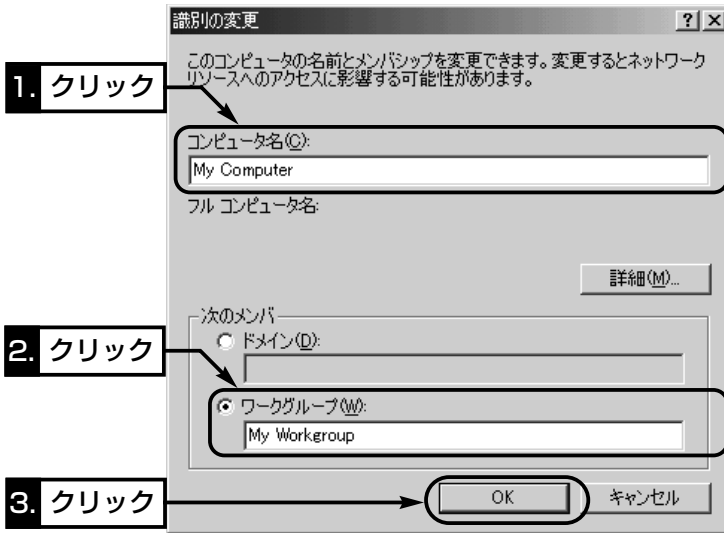 識別の変更
このコンピュータの名前とメンバシップを変更できます。変更するとネットワーク
リソースへのアクセスに影響する可能性があります。
1. クリック
コンピュータ名(C):
My Computer
フル コンピュータ名:
詳細(M)...
次のメンバ
ドメイン(D):
2. クリック
ワークグループ(W):
My Workgroup
3. クリック
OK
キャンセル